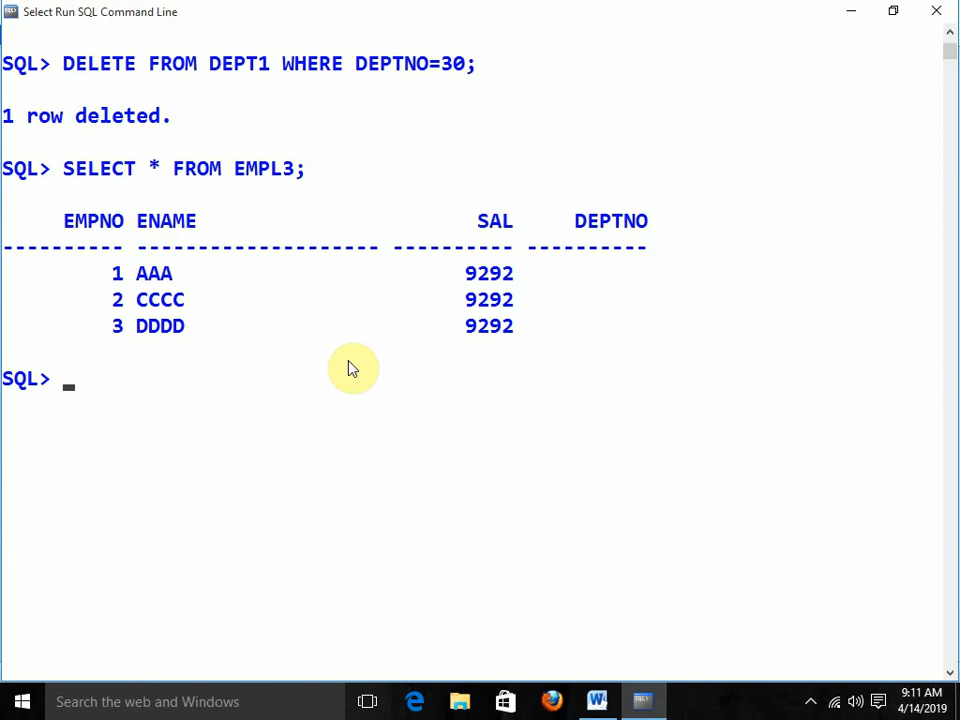 Select Run SQL Command Line
SQL> DELETE FROM DEPT1 WHERE DEPTNO=30;
1 row deleted.
SQL> SELECT * FROM EMPL3;
EMPNO ENAME SAL DEPTNO
---------- -------------------- ---------- ----------
1 AAA 9292
2 CCCC 9292
3 DDDD 9292
SQL> _
Search the web and Windows
9:11 AM
4/14/2019